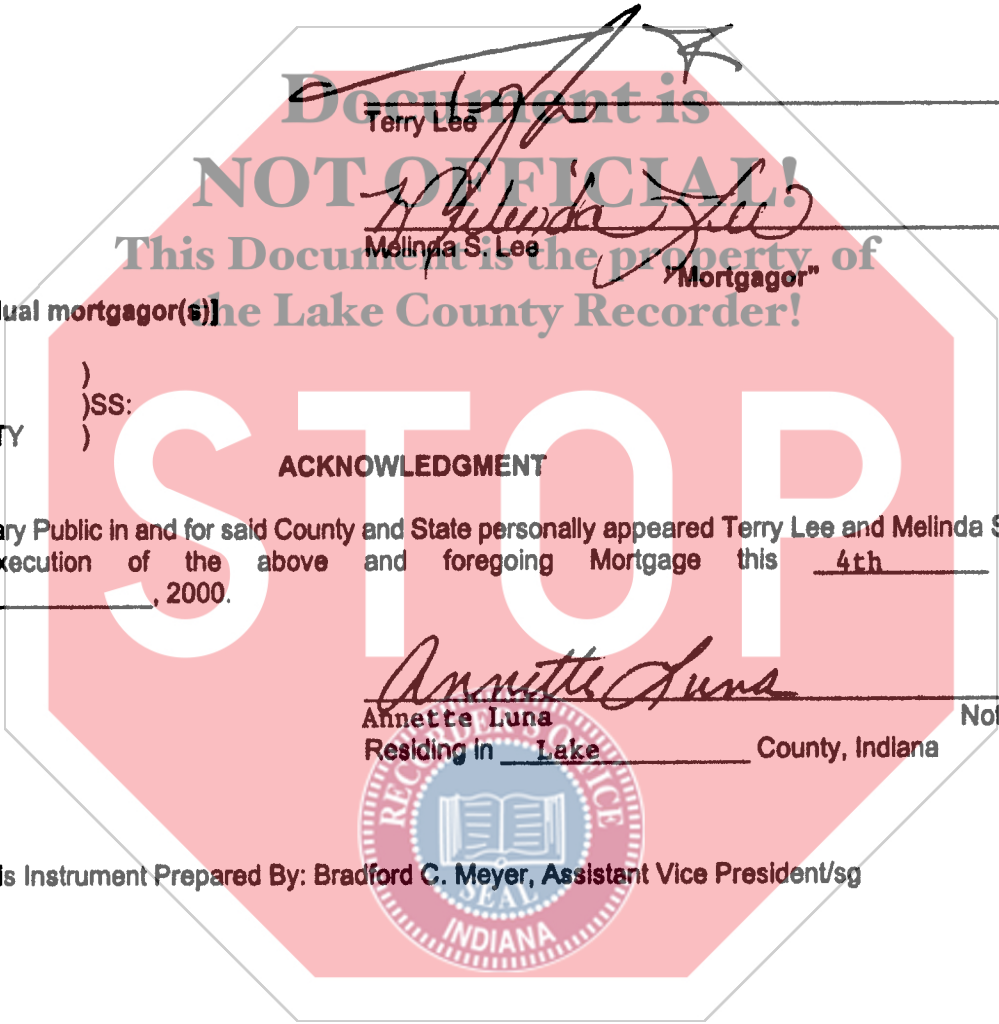 Document is
Terry Lee
NOT OFFICIAL!
Melinda S. Lee
Melinda S. Lee
This Document is the property of
"Mortgagor"
the Lake County Recorder!
ual mortgagor(s)]
)
)SS:
TY )
STOP
ACKNOWLEDGMENT
ary Public in and for said County and State personally appeared Terry Lee and Melinda S
xecution of the above and foregoing Mortgage this 4th
, 2000.
Annette Luna
Annette Luna Not
Residing in Lake County, Indiana
RECORDER'S OFFICE
is Instrument Prepared By: Bradford C. Meyer, Assistant Vice President/sg
SEAL
INDIANA